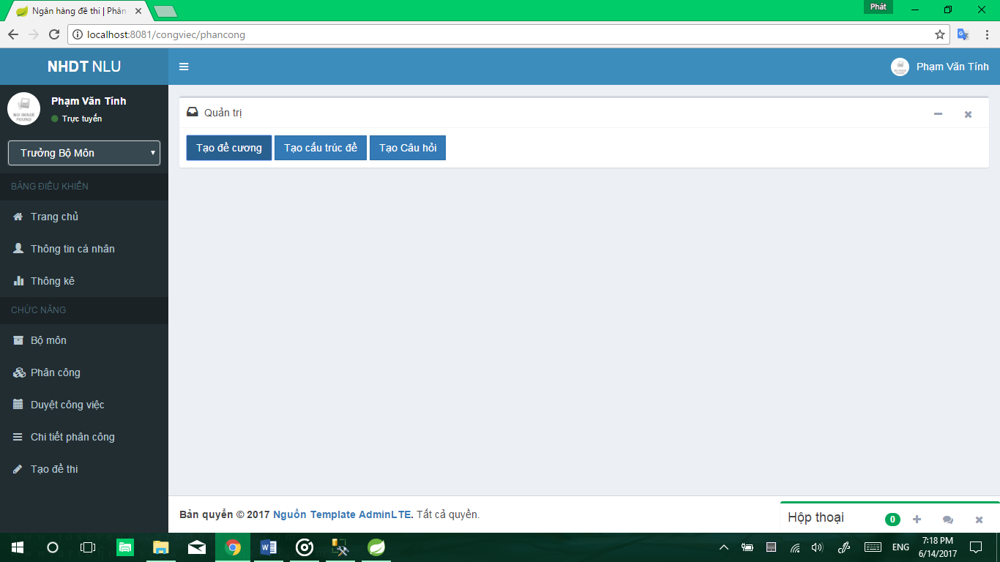 Ngân hàng đề thi | Phân
Phát
localhost:8081/congviec/phancong
NHDT NLU
Phạm Văn Tính
Phạm Văn Tính
Trực tuyến
Trưởng Bộ Môn
BẢNG ĐIỀU KHIỂN
Trang chủ
Thông tin cá nhân
Thống kê
CHỨC NĂNG
Bộ môn
Phân công
Duyệt công việc
Chi tiết phân công
Tạo đề thi
Quản trị
Tạo đề cương
Tạo cấu trúc đề
Tạo Câu hỏi
Bản quyền © 2017 Nguồn Template AdminLTE. Tất cả quyền.
Hộp thoại
0
ENG
7:18 PM
6/14/2017